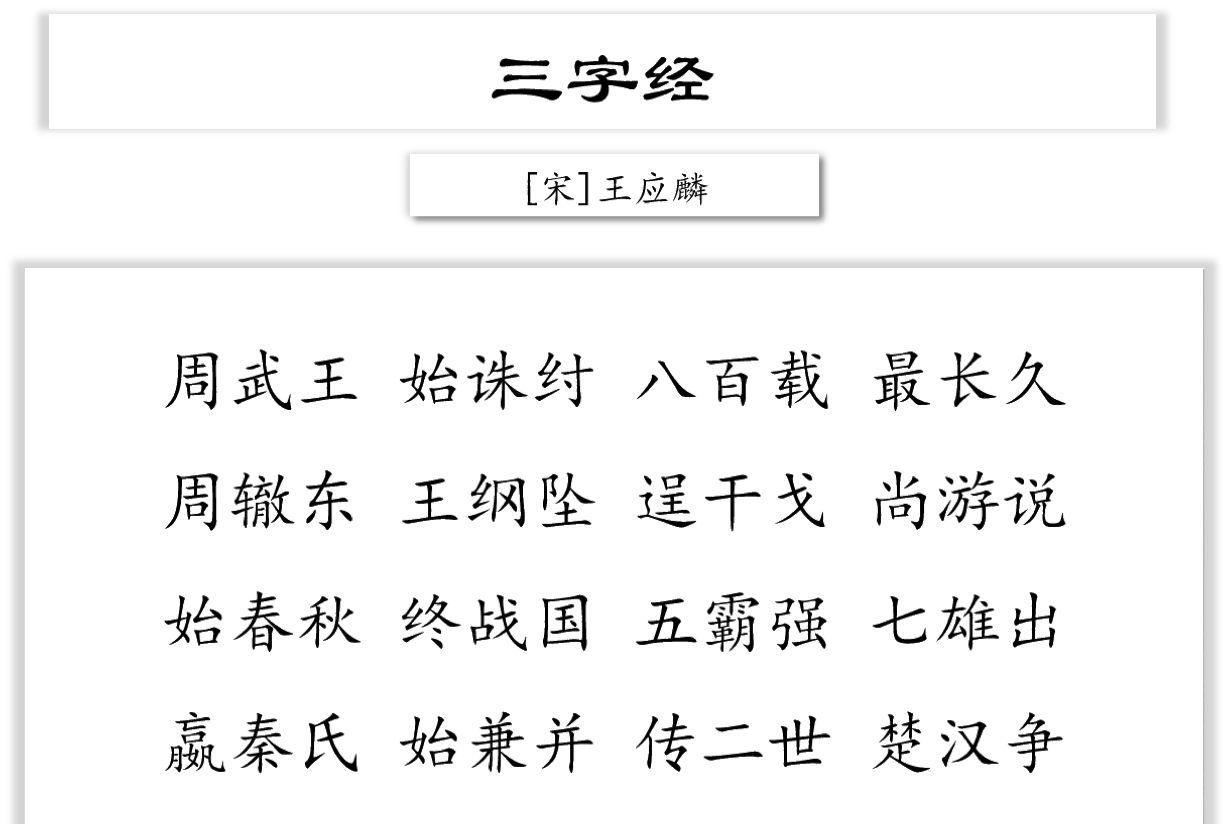 三字经
[宋]王应麟
周武王 始诛纣 八百载 最长久
周辙东 王纲坠 逞干戈 尚游说
始春秋 终战国 五霸强 七雄出
嬴秦氏 始兼并 传二世 楚汉争